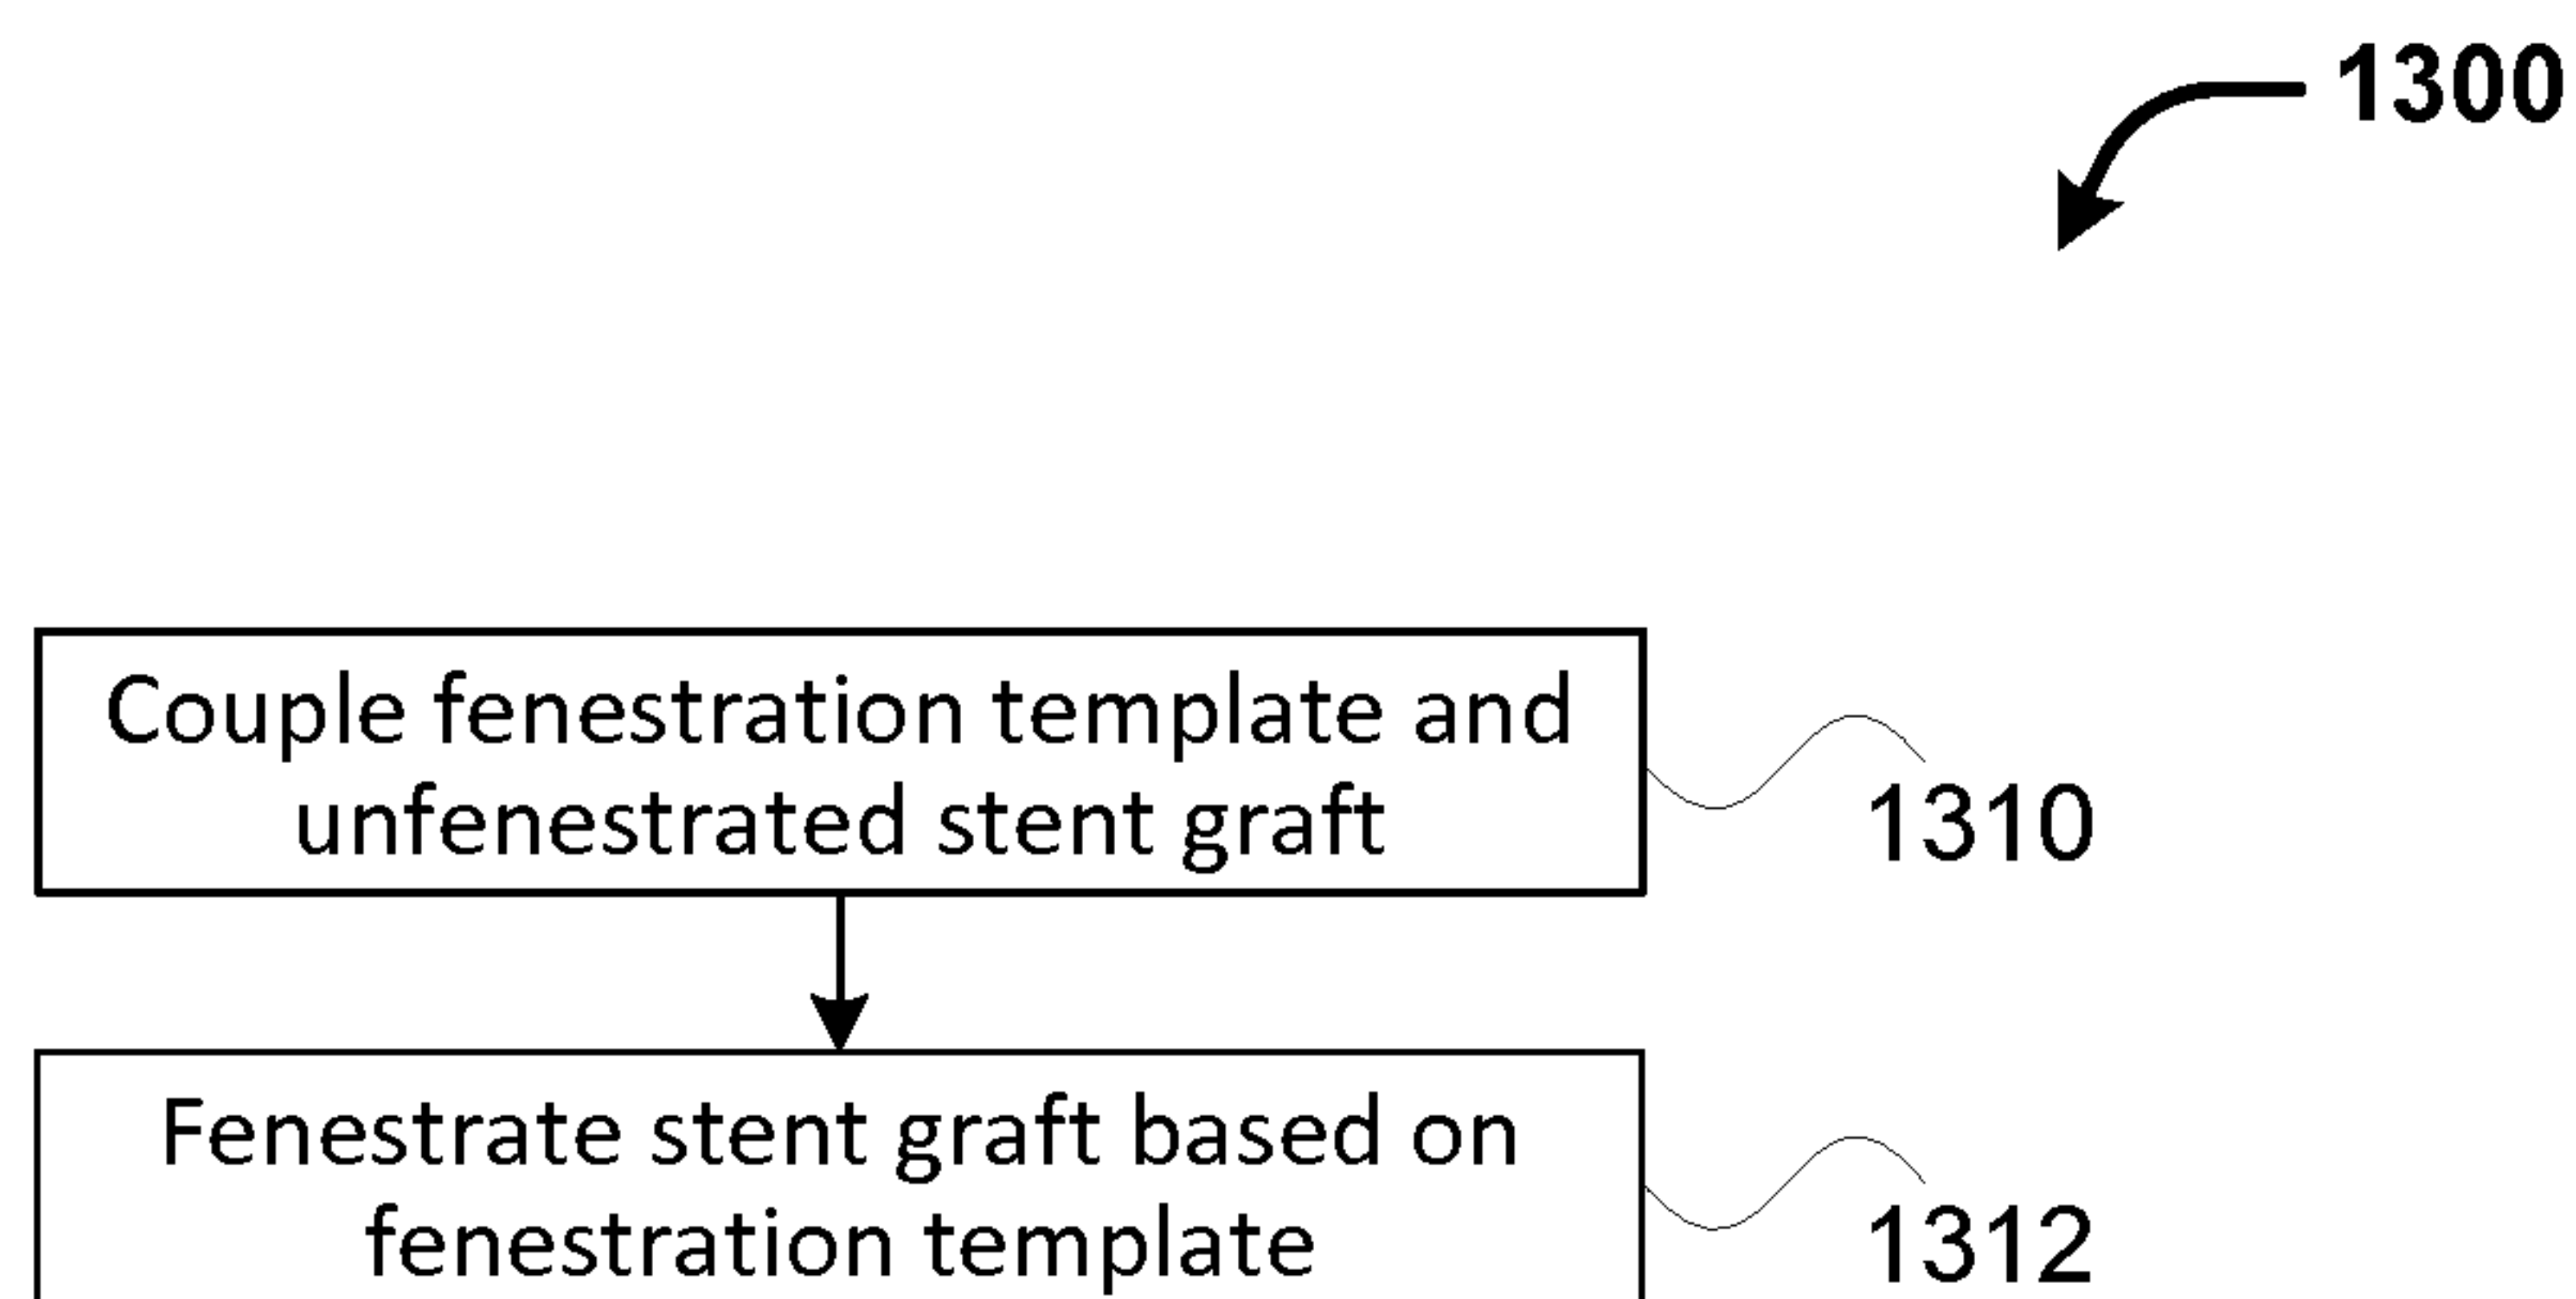 1300
Couple fenestration template and
unfenestrated stent graft
1310
Fenestrate stent graft based on
fenestration template
1312